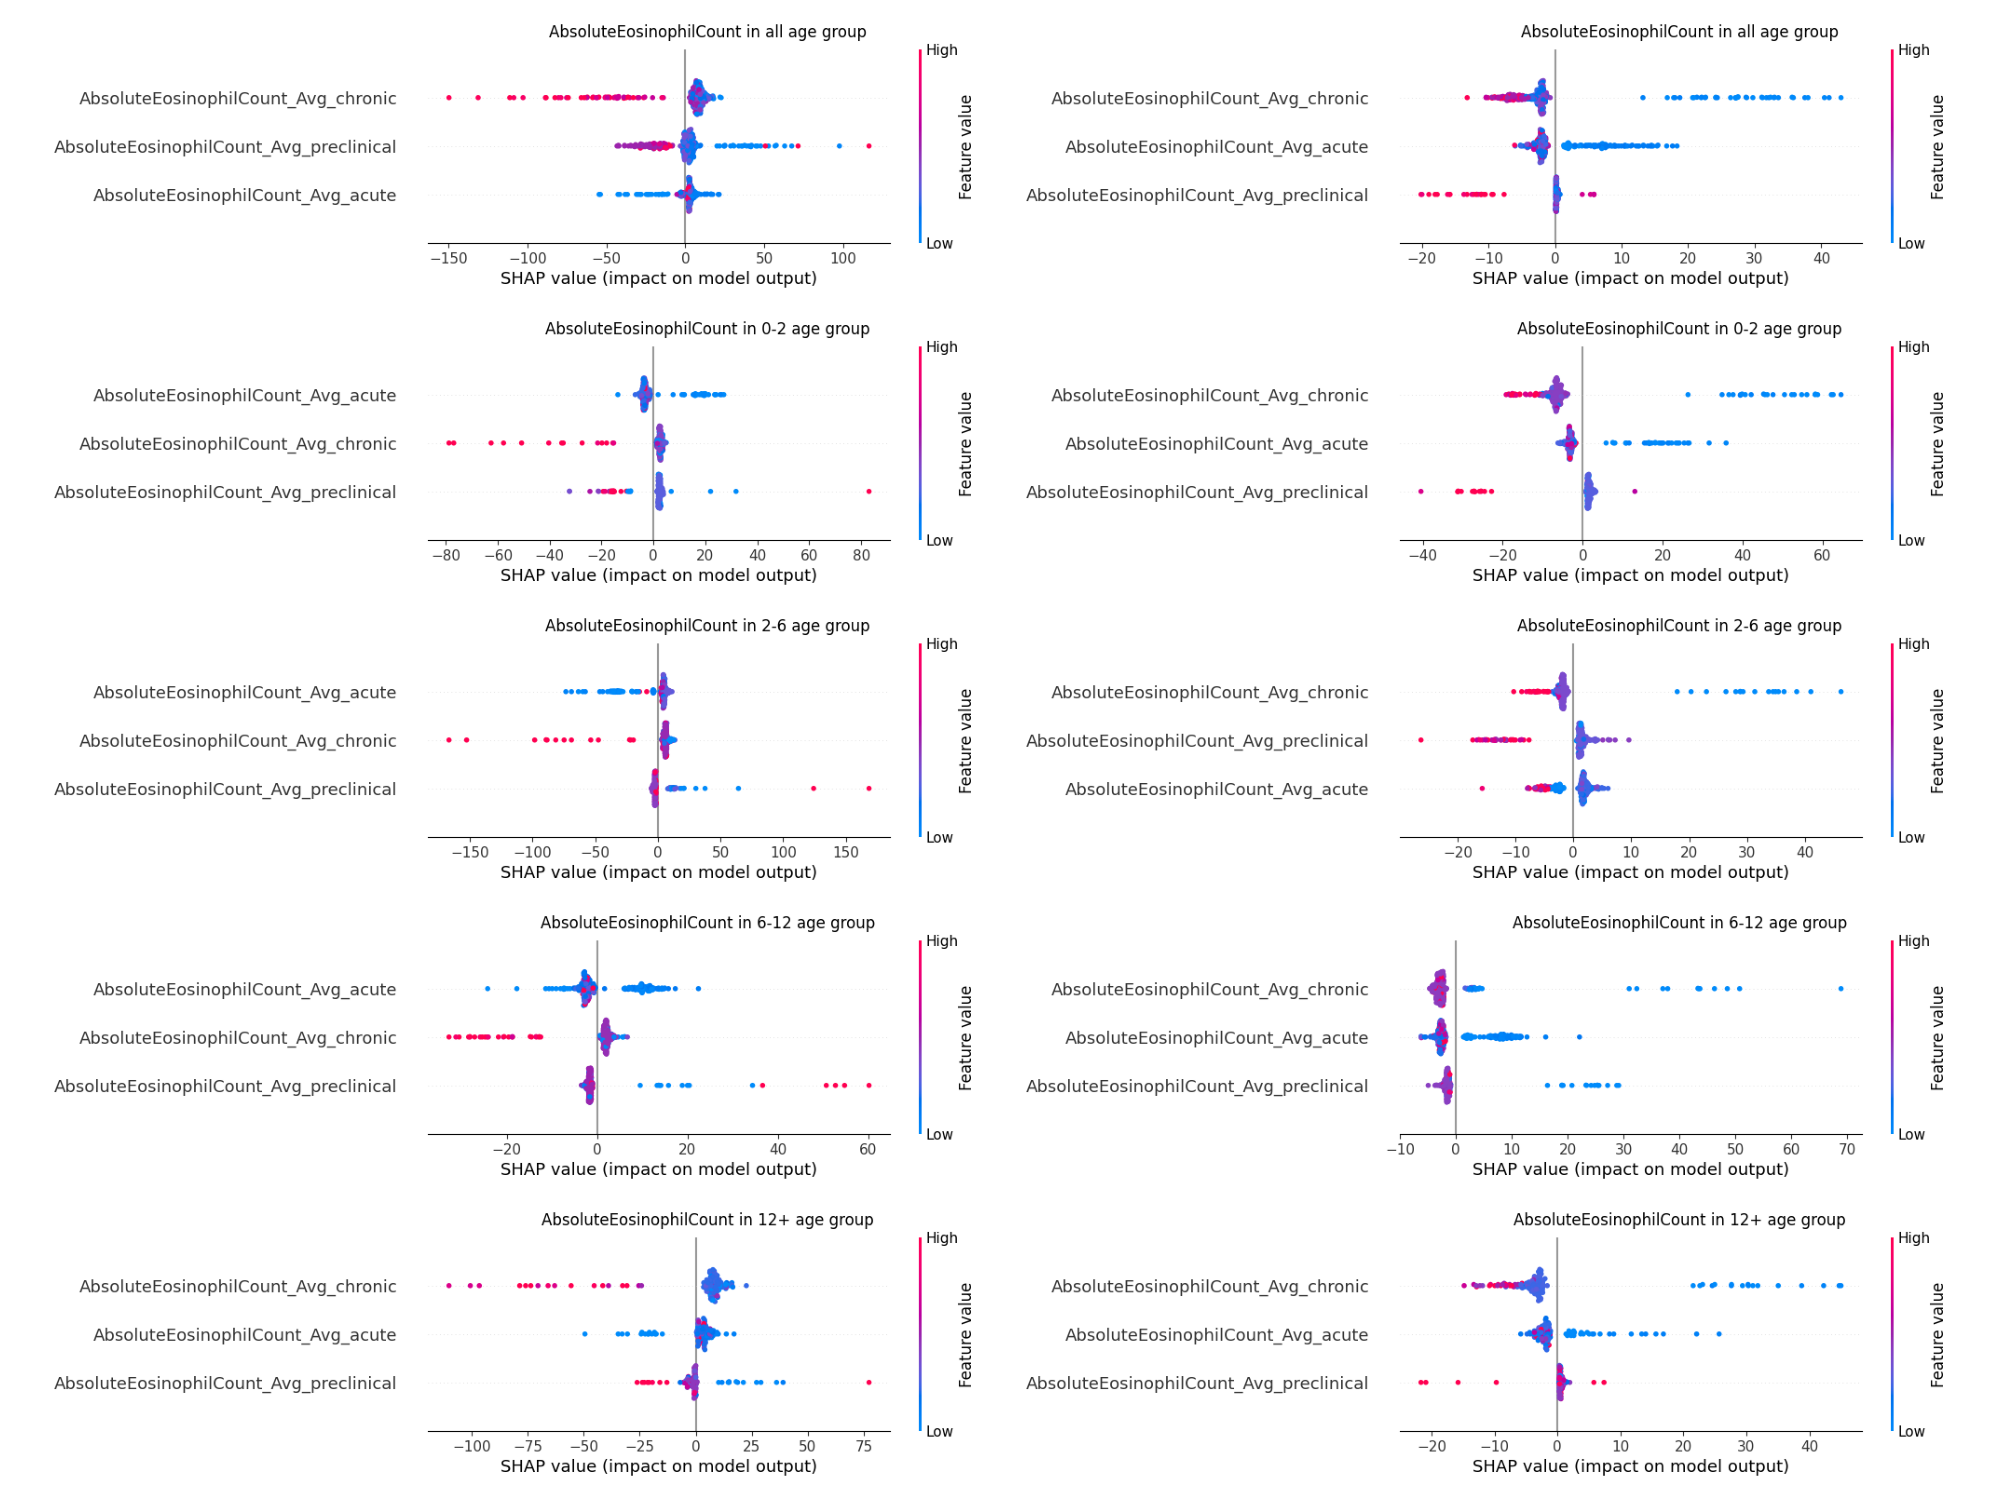 AbsoluteEosinophilCount in all age group
High
AbsoluteEosinophilCount_Avg_chronic
AbsoluteEosinophilCount_Avg_preclinical
AbsoluteEosinophilCount_Avg_acute
Feature value
Low
−150 −100 −50 0 50 100
SHAP value (impact on model output)
AbsoluteEosinophilCount in all age group
High
AbsoluteEosinophilCount_Avg_chronic
AbsoluteEosinophilCount_Avg_acute
AbsoluteEosinophilCount_Avg_preclinical
Feature value
Low
−20 −10 0 10 20 30 40
SHAP value (impact on model output)
AbsoluteEosinophilCount in 0-2 age group
High
AbsoluteEosinophilCount_Avg_acute
AbsoluteEosinophilCount_Avg_chronic
AbsoluteEosinophilCount_Avg_preclinical
Feature value
Low
−80 −60 −40 −20 0 20 40 60 80
SHAP value (impact on model output)
AbsoluteEosinophilCount in 0-2 age group
High
AbsoluteEosinophilCount_Avg_chronic
AbsoluteEosinophilCount_Avg_acute
AbsoluteEosinophilCount_Avg_preclinical
Feature value
Low
−40 −20 0 20 40 60
SHAP value (impact on model output)
AbsoluteEosinophilCount in 2-6 age group
High
AbsoluteEosinophilCount_Avg_acute
AbsoluteEosinophilCount_Avg_chronic
AbsoluteEosinophilCount_Avg_preclinical
Feature value
Low
−150 −100 −50 0 50 100 150
SHAP value (impact on model output)
AbsoluteEosinophilCount in 2-6 age group
High
AbsoluteEosinophilCount_Avg_chronic
AbsoluteEosinophilCount_Avg_preclinical
AbsoluteEosinophilCount_Avg_acute
Feature value
Low
−20 −10 0 10 20 30 40
SHAP value (impact on model output)
AbsoluteEosinophilCount in 6-12 age group
High
AbsoluteEosinophilCount_Avg_acute
AbsoluteEosinophilCount_Avg_chronic
AbsoluteEosinophilCount_Avg_preclinical
Feature value
Low
−20 0 20 40 60
SHAP value (impact on model output)
AbsoluteEosinophilCount in 6-12 age group
High
AbsoluteEosinophilCount_Avg_chronic
AbsoluteEosinophilCount_Avg_acute
AbsoluteEosinophilCount_Avg_preclinical
Feature value
Low
−10 0 10 20 30 40 50 60 70
SHAP value (impact on model output)
AbsoluteEosinophilCount in 12+ age group
High
AbsoluteEosinophilCount_Avg_chronic
AbsoluteEosinophilCount_Avg_acute
AbsoluteEosinophilCount_Avg_preclinical
Feature value
Low
−100 −75 −50 −25 0 25 50 75
SHAP value (impact on model output)
AbsoluteEosinophilCount in 12+ age group
High
AbsoluteEosinophilCount_Avg_chronic
AbsoluteEosinophilCount_Avg_acute
AbsoluteEosinophilCount_Avg_preclinical
Feature value
Low
−20 −10 0 10 20 30 40
SHAP value (impact on model output)